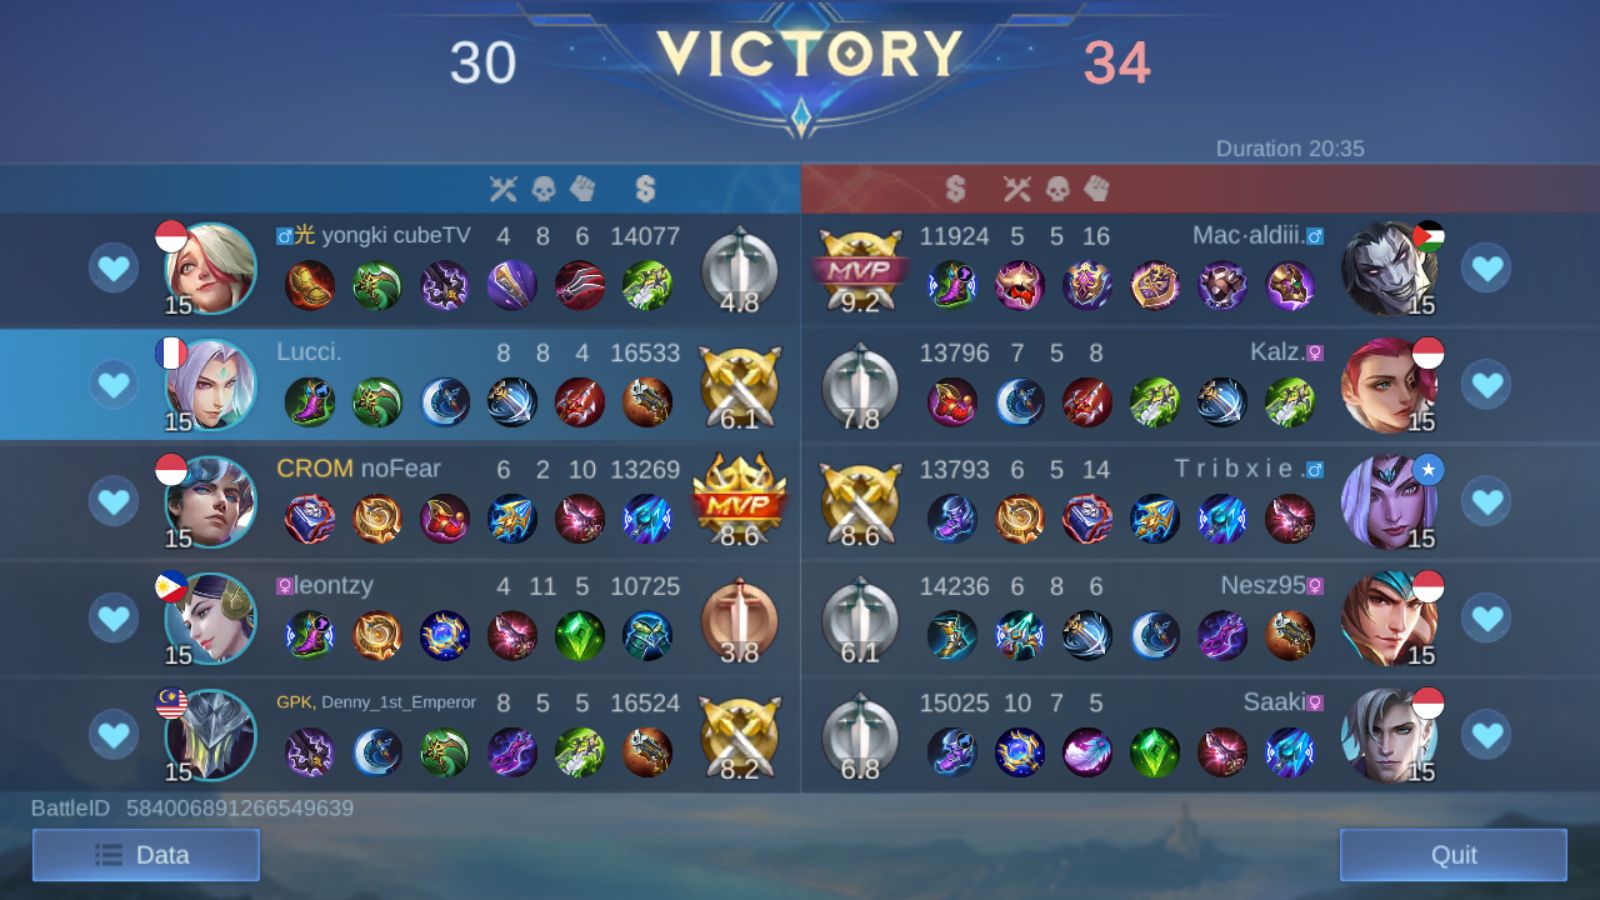 30 VICTORY 34
Duration 20:35
光 yongki cubeTV 4 8 6 14077
15 4.8
MVP 11924 5 5 16 Mac·aldiii.
9.2 15
Lucci. 8 8 4 16533
15 6.1
13796 7 5 8 Kalz.
7.8 15
CROM noFear 6 2 10 13269
15 MVP 8.6
13793 6 5 14 Tribxie.
8.6 15
leontzy 4 11 5 10725
15 3.8
14236 6 8 6 Nesz95
6.1 15
GPK, Denny_1st_Emperor 8 5 5 16524
15 8.2
15025 10 7 5 Saaki
6.8 15
BattleID 584006891266549639
Data
Quit